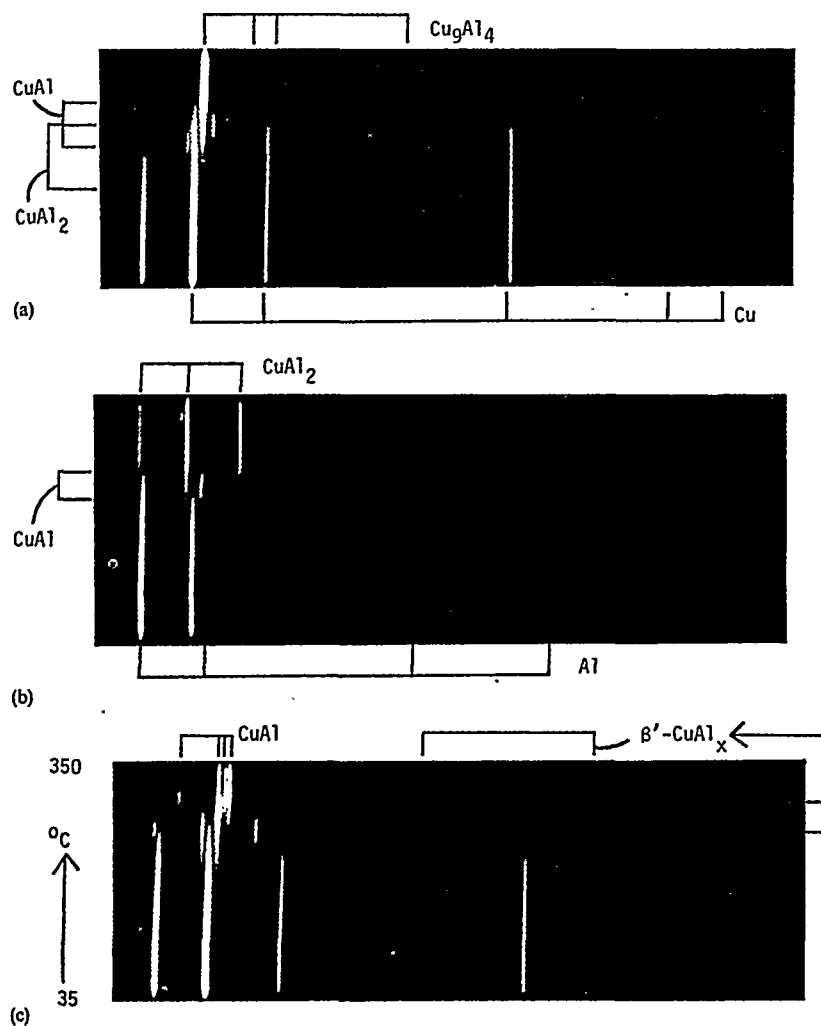 Cu₉Al₄
CuAl
CuAl₂
(a)
Cu
CuAl₂
CuAl
Al
(b)
CuAl
β'-CuAlₓ
350
°C
35
(c)